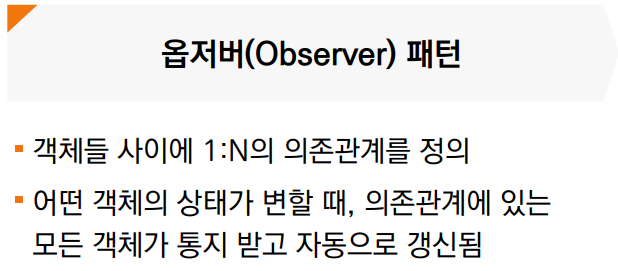 옵저버(Observer) 패턴
객체들 사이에 1:N의 의존관계를 정의
어떤 객체의 상태가 변할 때, 의존관계에 있는
모든 객체가 통지 받고 자동으로 갱신됨